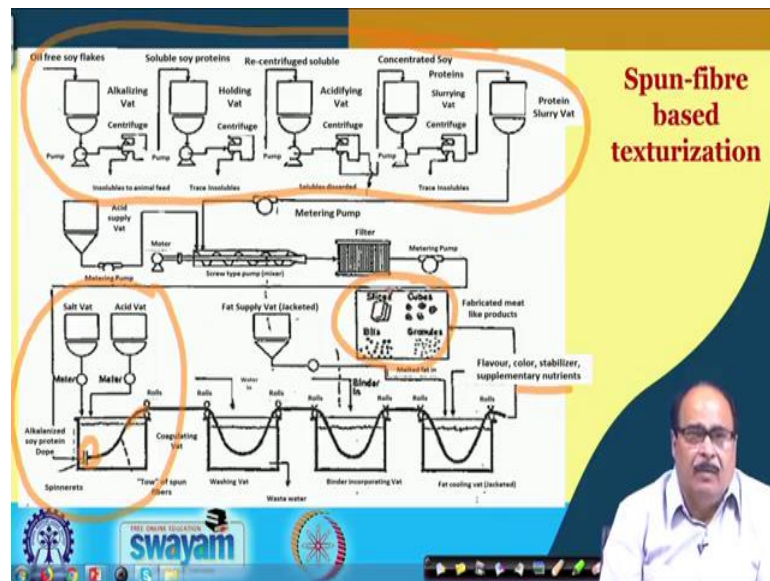 Oil free soy flakes
Soluble soy proteins
Re-centrifuged soluble
Concentrated Soy
Proteins
Alkalizing
Vat
Holding
Vat
Acidifying
Vat
Slurrying
Vat
Protein
Slurry Vat
Centrifuge
Centrifuge
Centrifuge
Centrifuge
Pump
Pump
Pump
Pump
Insolubles to animal feed
Trace Insolubles
Solubles discarded
Trace Insolubles
Spun-fibre
based
texturization
Acid
supply
Vat
Metering Pump
Motor
Screw type pump (mixer)
Metering Pump
Filter
Metering Pump
Salt Vat
Acid Vat
Fat Supply Vat (Jacketed)
Slices
Cubes
Bits
Granules
Fabricated meat
like products
Meter
Meter
Melted fat in
Flavour, color, stabilizer,
supplementary nutrients
Water
in
Binder
in
Rolls
Rolls
Rolls
Rolls
Rolls
Rolls
Rolls
Alkalanized
soy protein
Dope
Spinnerets
Coagulating
Vat
"Tow" of spun
fibers
Washing Vat
Waste water
Binder incorporating Vat
Fat cooling vat (Jacketed)
FREE ONLINE EDUCATION
swayam